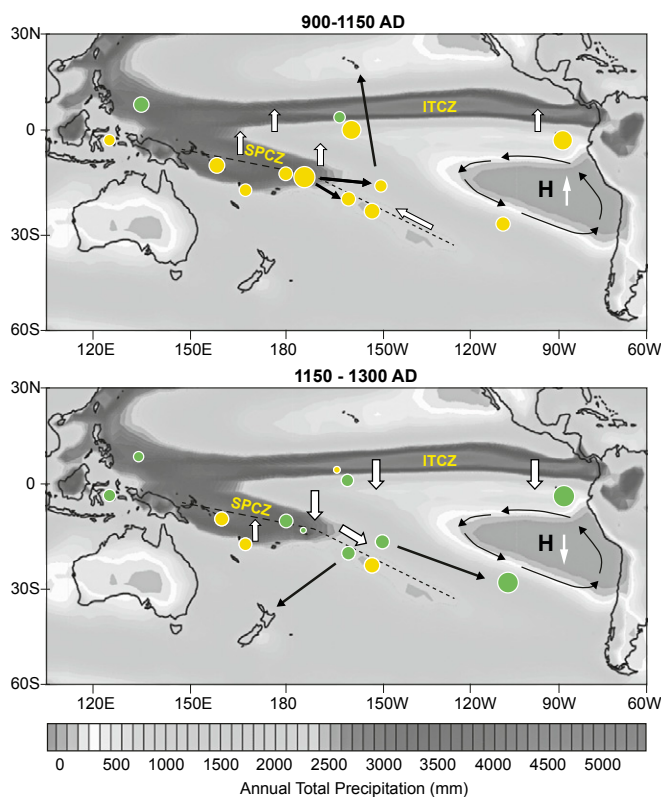 900-1150 AD
30N
0
30S
60S
ITCZ
SPCZ
H
120E 150E 180 150W 120W 90W 60W
1150 - 1300 AD
30N
0
30S
60S
ITCZ
SPCZ
H
120E 150E 180 150W 120W 90W 60W
0 500 1000 1500 2000 2500 3000 3500 4000 4500 5000
Annual Total Precipitation (mm)